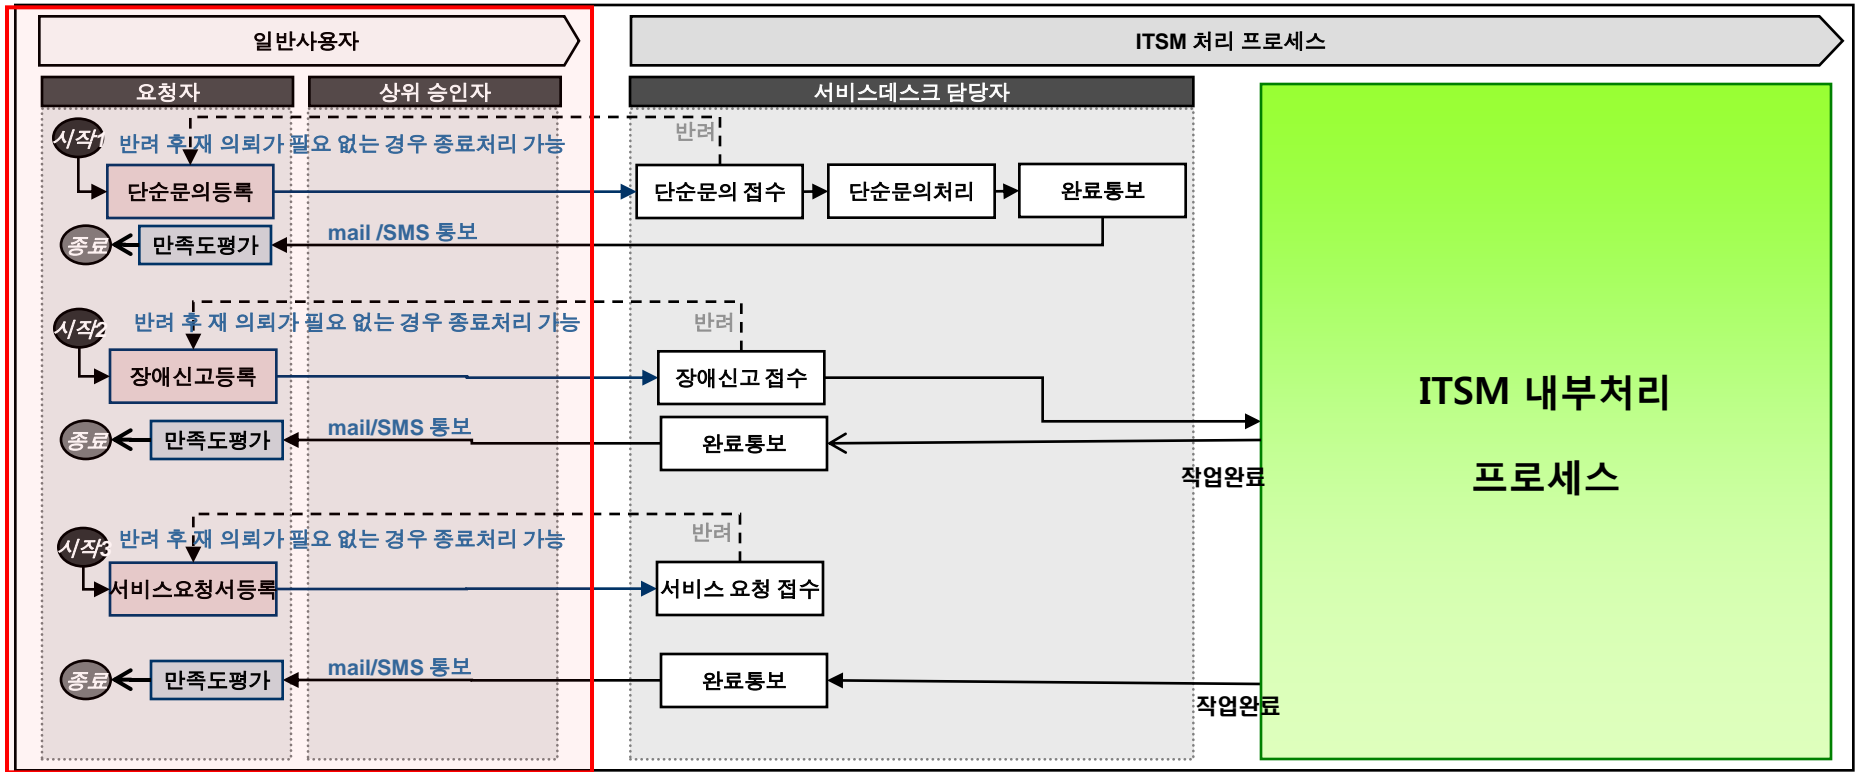 일반사용자
ITSM 처리 프로세스
요청자
상위 승인자
서비스데스크 담당자
시작1
반려 후 재 의뢰가 필요 없는 경우 종료처리 가능
반려
단순문의등록
단순문의 접수
단순문의처리
완료통보
종료
만족도평가
mail /SMS 통보
시작2
반려 후 재 의뢰가 필요 없는 경우 종료처리 가능
반려
장애신고등록
장애신고 접수
종료
만족도평가
mail/SMS 통보
완료통보
작업완료
ITSM 내부처리
프로세스
시작3
반려 후 재 의뢰가 필요 없는 경우 종료처리 가능
반려
서비스요청서등록
서비스 요청 접수
종료
만족도평가
mail/SMS 통보
완료통보
작업완료